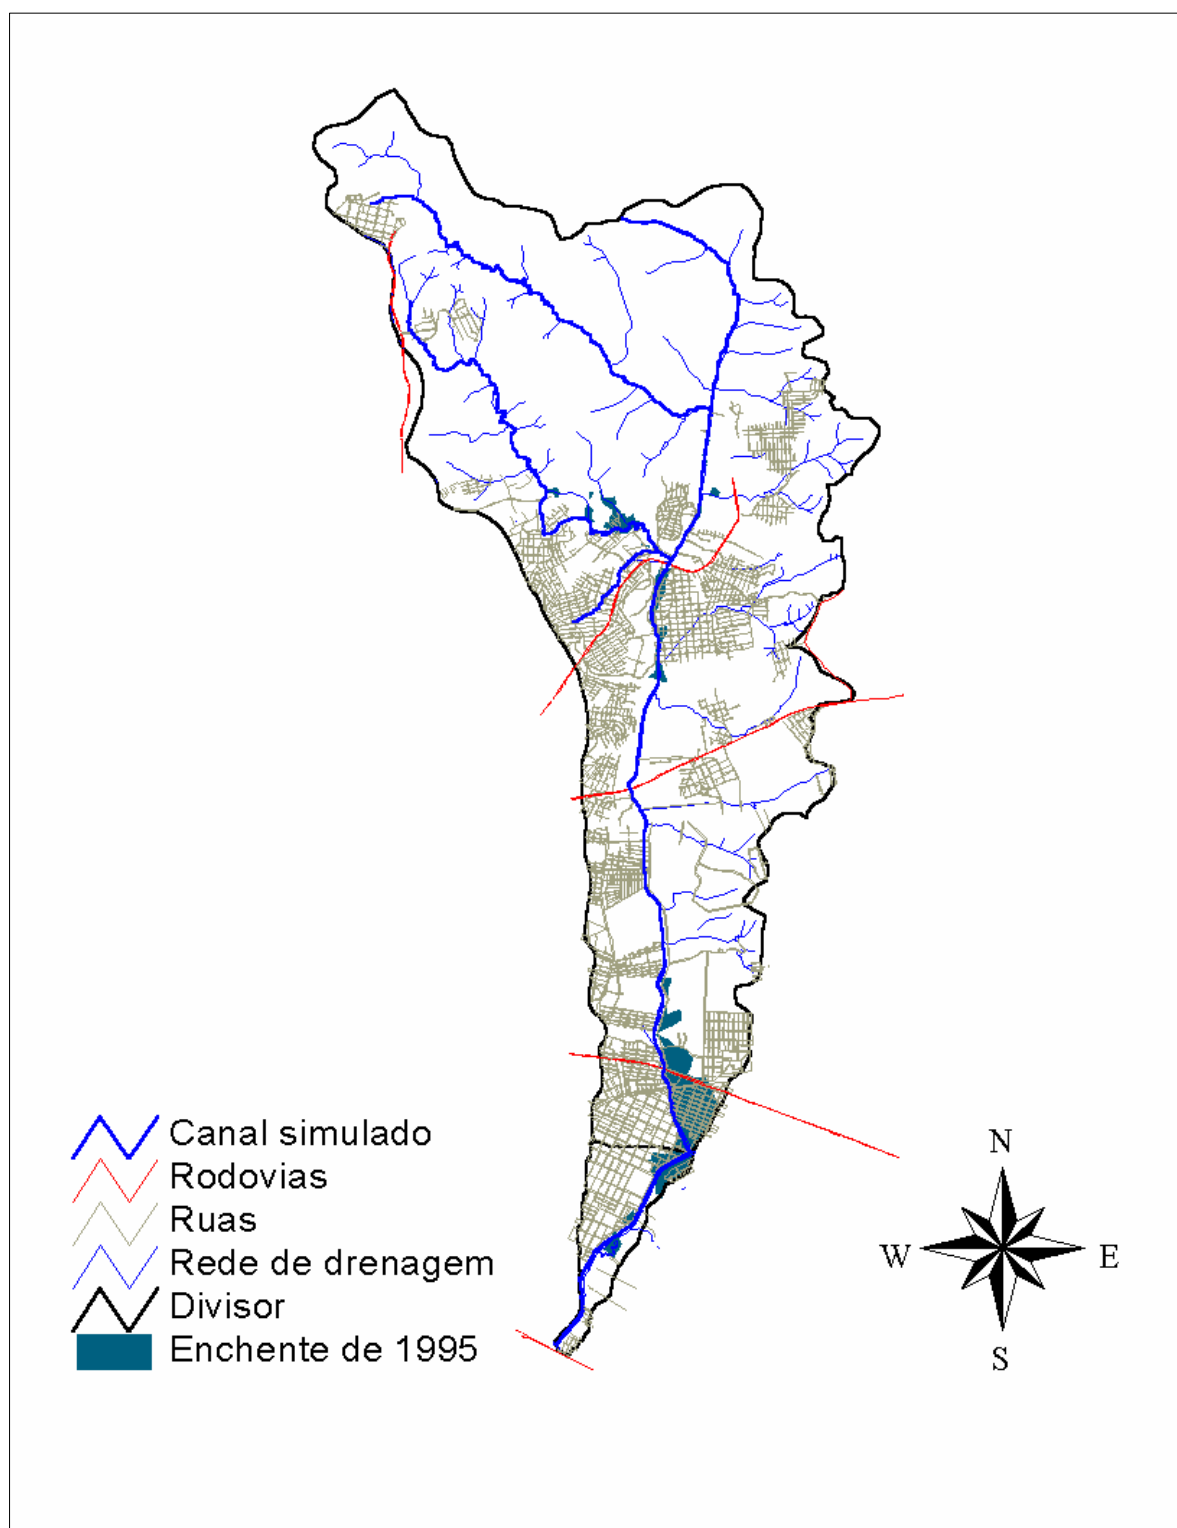 Canal simulado
Rodovias
Ruas
Rede de drenagem
Divisor
Enchente de 1995
N
W
E
S